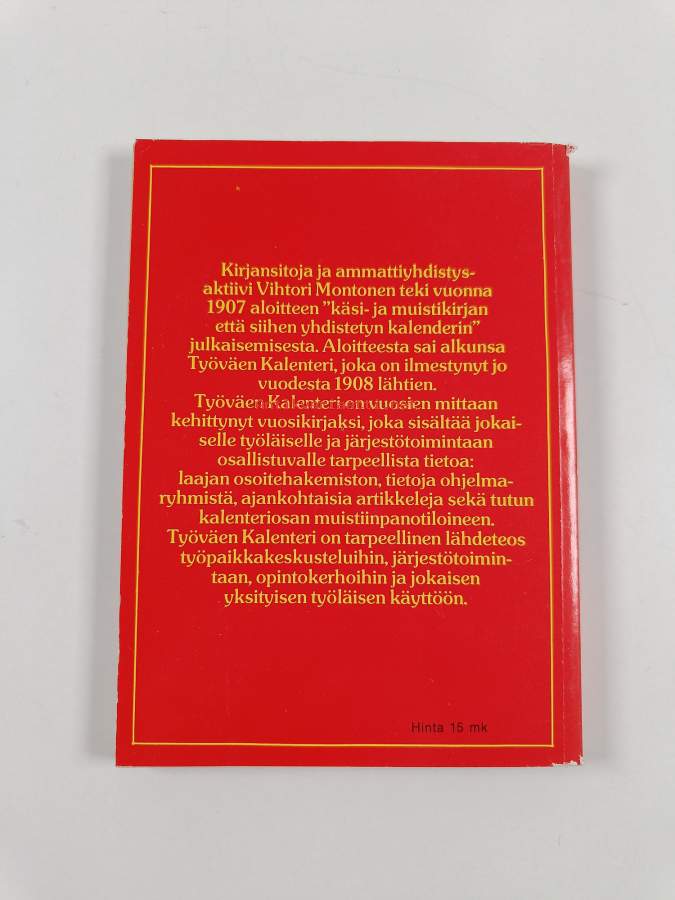 Kirjansitoja ja ammattiyhdistys-
aktiivi Vihtori Montonen teki vuonna
1907 aloitteen ”käsi- ja muistikirjan
että siihen yhdistetyn kalenderin”
julkaisemisesta. Aloitteesta sai alkunsa
Työväen Kalenteri, joka on ilmestynyt jo
vuodesta 1908 lähtien.
Työväen Kalenteri on vuosien mittaan
kehittynyt vuosikirjaksi, joka sisältää jokai-
selle työläiselle ja järjestötoimintaan
osallistuvalle tarpeellista tietoa:
laajan osoitehakemiston, tietoja ohjelma-
ryhmistä, ajankohtaisia artikkeleja sekä tutun
kalenteriosan muistiinpanotiloineen.
Työväen Kalenteri on tarpeellinen lähdeteos
työpaikkakeskusteluihin, järjestötoimin-
taan, opintokerhoihin ja jokaisen
yksityisen työläisen käyttöön.
Hinta 15 mk